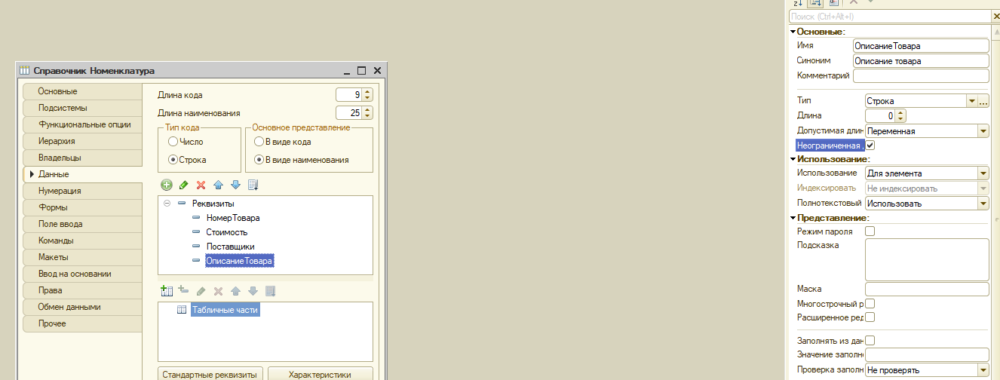 Поиск (Ctrl+Alt+I)
Основные:
Имя ОписаниеТовара
Синоним Описание товара
Комментарий
Тип Строка
Длина 0
Допустимая длин Переменная
Неограниченная
Использование:
Использование Для элемента
Индексировать Не индексировать
Полнотекстовый Использовать
Представление:
Режим пароля
Подсказка
Маска
Многострочный р
Расширенное ред
Заполнять из дан
Значение заполн
Проверка заполн Не проверять
Справочник Номенклатура
Основные
Подсистемы
Функциональные опции
Иерархия
Владельцы
Данные
Нумерация
Формы
Поле ввода
Команды
Макеты
Ввод на основании
Права
Обмен данными
Прочее
Длина кода 9
Длина наименования 25
Тип кода
Число
Строка
Основное представление
В виде кода
В виде наименования
Реквизиты
НомерТовара
Стоимость
Поставщики
ОписаниеТовара
Табличные части
Стандартные реквизиты
Характеристики